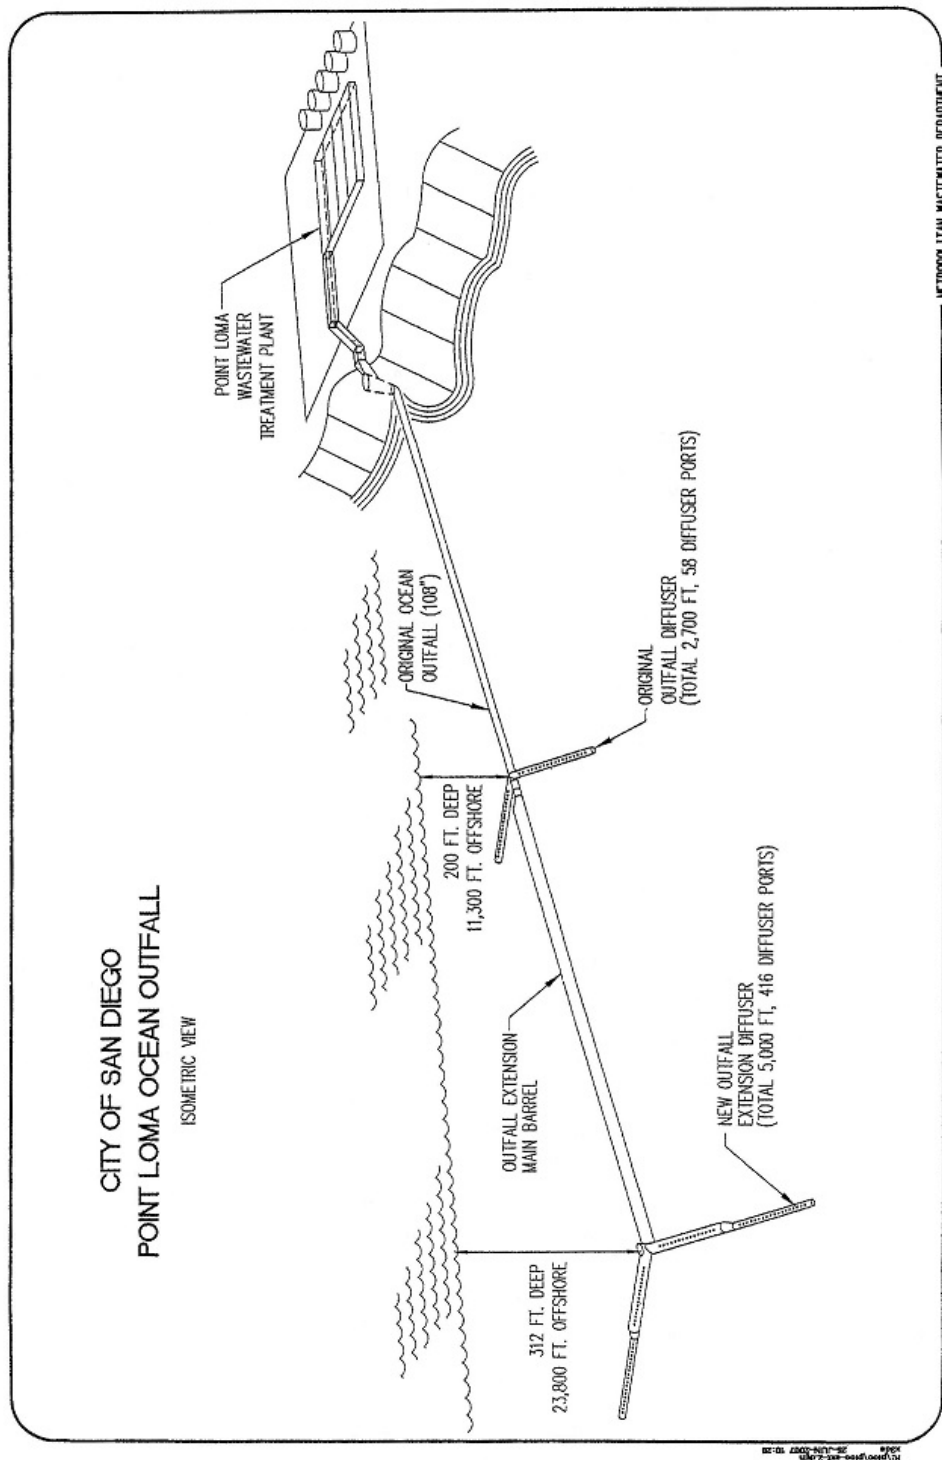 CITY OF SAN DIEGO
POINT LOMA OCEAN OUTFALL
ISOMETRIC VIEW
POINT LOMA
WASTEWATER
TREATMENT PLANT
ORIGINAL OCEAN
OUTFALL (108")
200 FT. DEEP
11,300 FT. OFFSHORE
ORIGINAL
OUTFALL DIFFUSER
(TOTAL 2,700 FT, 58 DIFFUSER PORTS)
OUTFALL EXTENSION
MAIN BARREL
312 FT. DEEP
23,800 FT. OFFSHORE
NEW OUTFALL
EXTENSION DIFFUSER
(TOTAL 5,000 FT, 416 DIFFUSER PORTS)
METROPOLITAN WASTEWATER DEPARTMENT